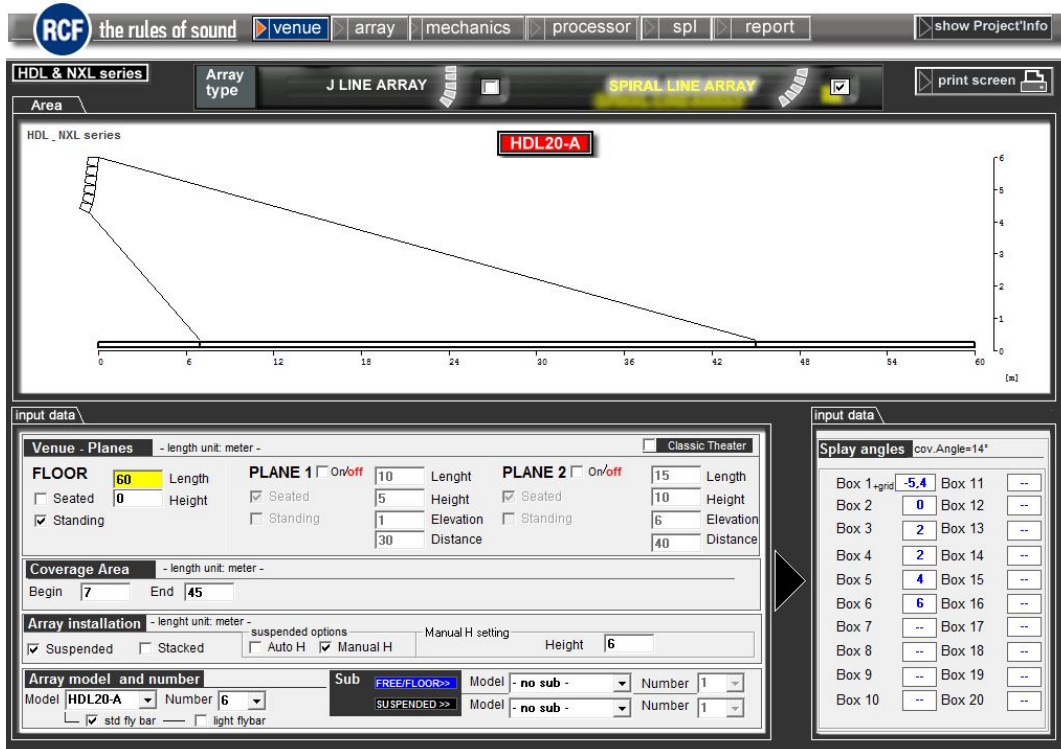 RCF the rules of sound venue array mechanics processor spl report show Project'Info
HDL & NXL series Array type J LINE ARRAY SPIRAL LINE ARRAY print screen
Area
HDL_NXL series HDL20-A
6
5
4
3
2
1
0
0 6 12 18 24 30 36 42 48 54 60
[m]
input data
Venue - Planes - length unit: meter - Classic Theater
FLOOR 60 Length PLANE 1 On/off 10 Lenght PLANE 2 On/off 15 Length
Seated 0 Height Seated 5 Height Seated 10 Height
Standing Standing 1 Elevation Standing 6 Elevation
30 Distance 40 Distance
Coverage Area - length unit: meter -
Begin 7 End 45
Array installation - lenght unit: meter - suspended options Manual H setting
Suspended Stacked Auto H Manual H Height 6
Array model and number Sub FREE/FLOOR>> Model - no sub - Number 1
Model HDL20-A Number 6 SUSPENDED >> Model - no sub - Number 1
std fly bar light flybar
input data
Splay angles cov.Angle=14°
Box 1+grid -5,4 Box 11 --
Box 2 0 Box 12 --
Box 3 2 Box 13 --
Box 4 2 Box 14 --
Box 5 4 Box 15 --
Box 6 6 Box 16 --
Box 7 -- Box 17 --
Box 8 -- Box 18 --
Box 9 -- Box 19 --
Box 10 -- Box 20 --